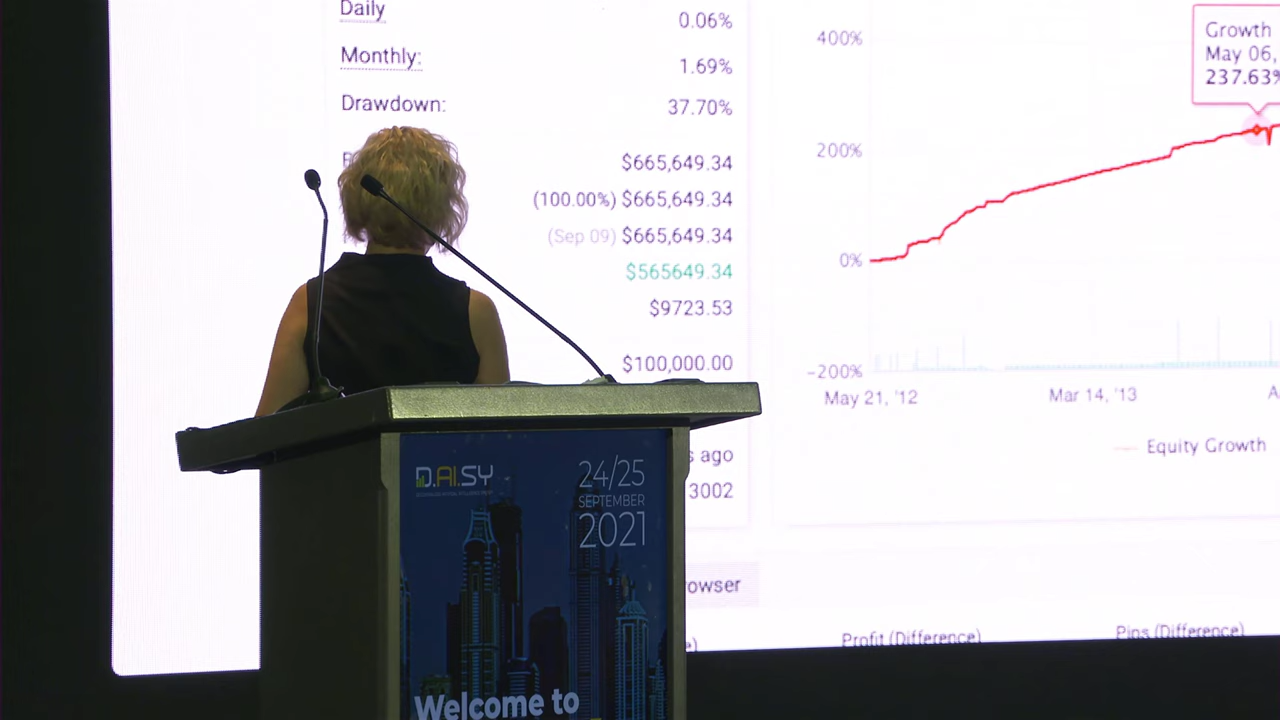 Daily 0.06%
Monthly: 1.69%
Drawdown: 37.70%
$665,649.34
(100.00%) $665,649.34
(Sep 09) $665,649.34
$565649.34
$9723.53
$100,000.00
s ago
3002
owser
400%
200%
0%
-200%
May 21, '12
Mar 14, '13
Growth
May 06,
237.63%
Equity Growth
Profit (Difference)
Pips (Difference)
D.AI.SY
24/25
SEPTEMBER
2021
Welcome to